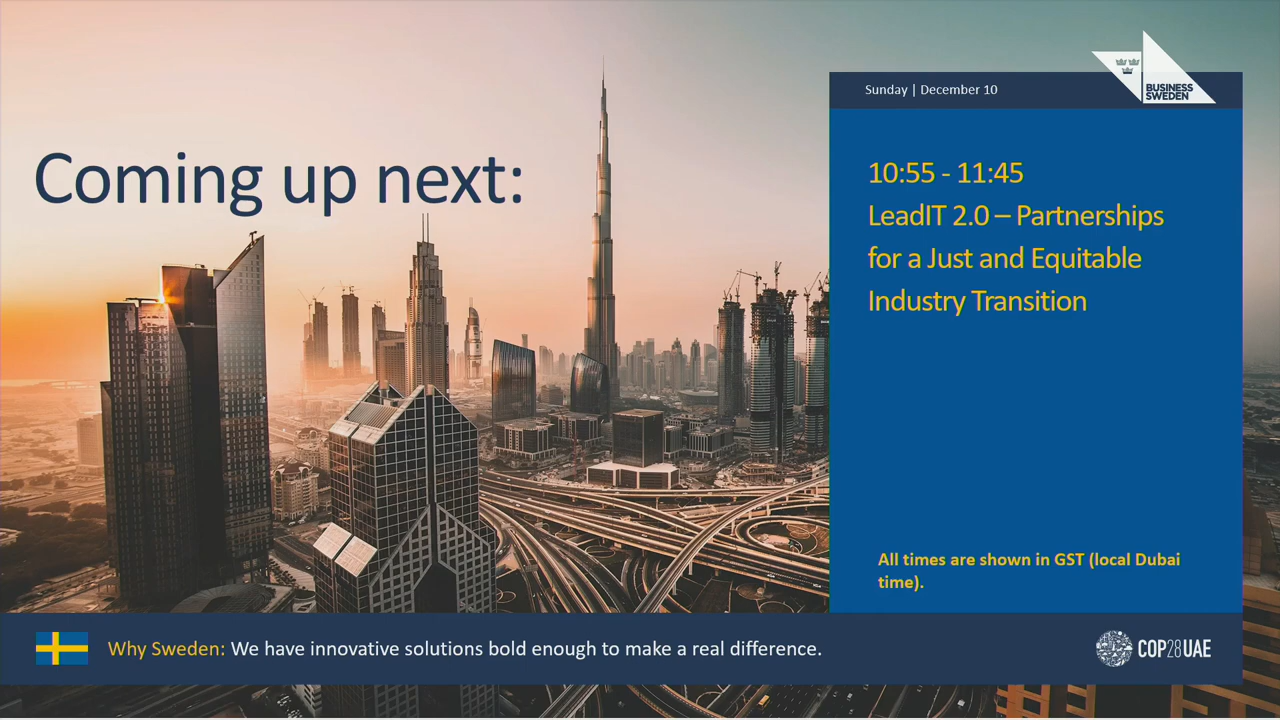 Sunday | December 10
BUSINESS
SWEDEN
Coming up next:
10:55 - 11:45
LeadIT 2.0 – Partnerships
for a Just and Equitable
Industry Transition
All times are shown in GST (local Dubai
time).
Why Sweden: We have innovative solutions bold enough to make a real difference.
COP28UAE